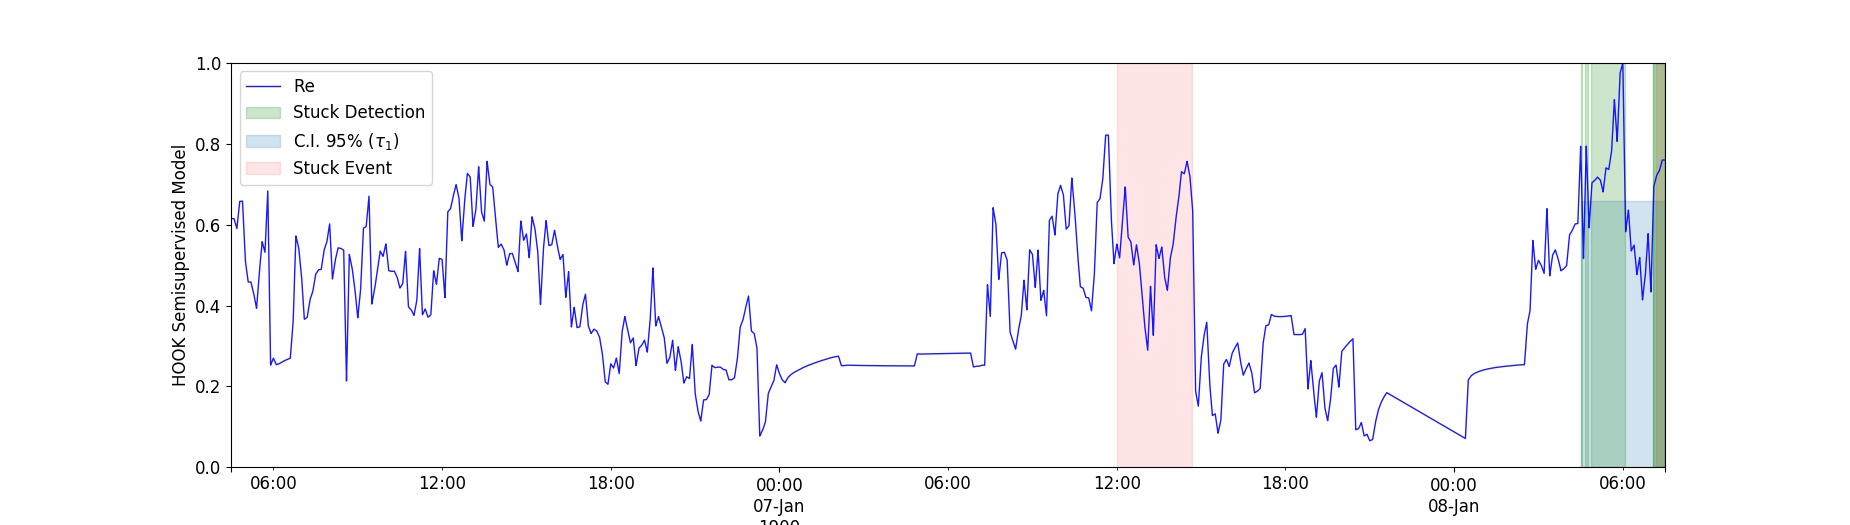 HOOK Semisupervised Model
1.0
0.8
0.6
0.4
0.2
0.0
Re
Stuck Detection
C.I. 95% (τ₁)
Stuck Event
06:00 12:00 18:00 00:00 06:00 12:00 18:00 00:00 06:00
07-Jan 08-Jan